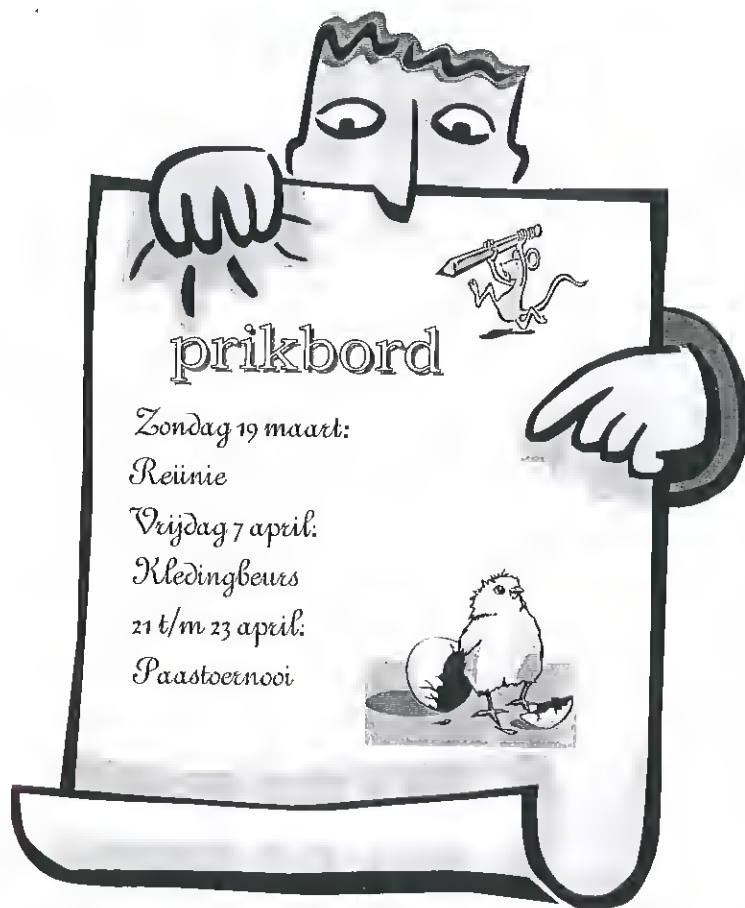 prikbord
Zondag 19 maart:
Reünie
Vrijdag 7 april:
Kledingbeurs
21 t/m 23 april:
Paastoernooi